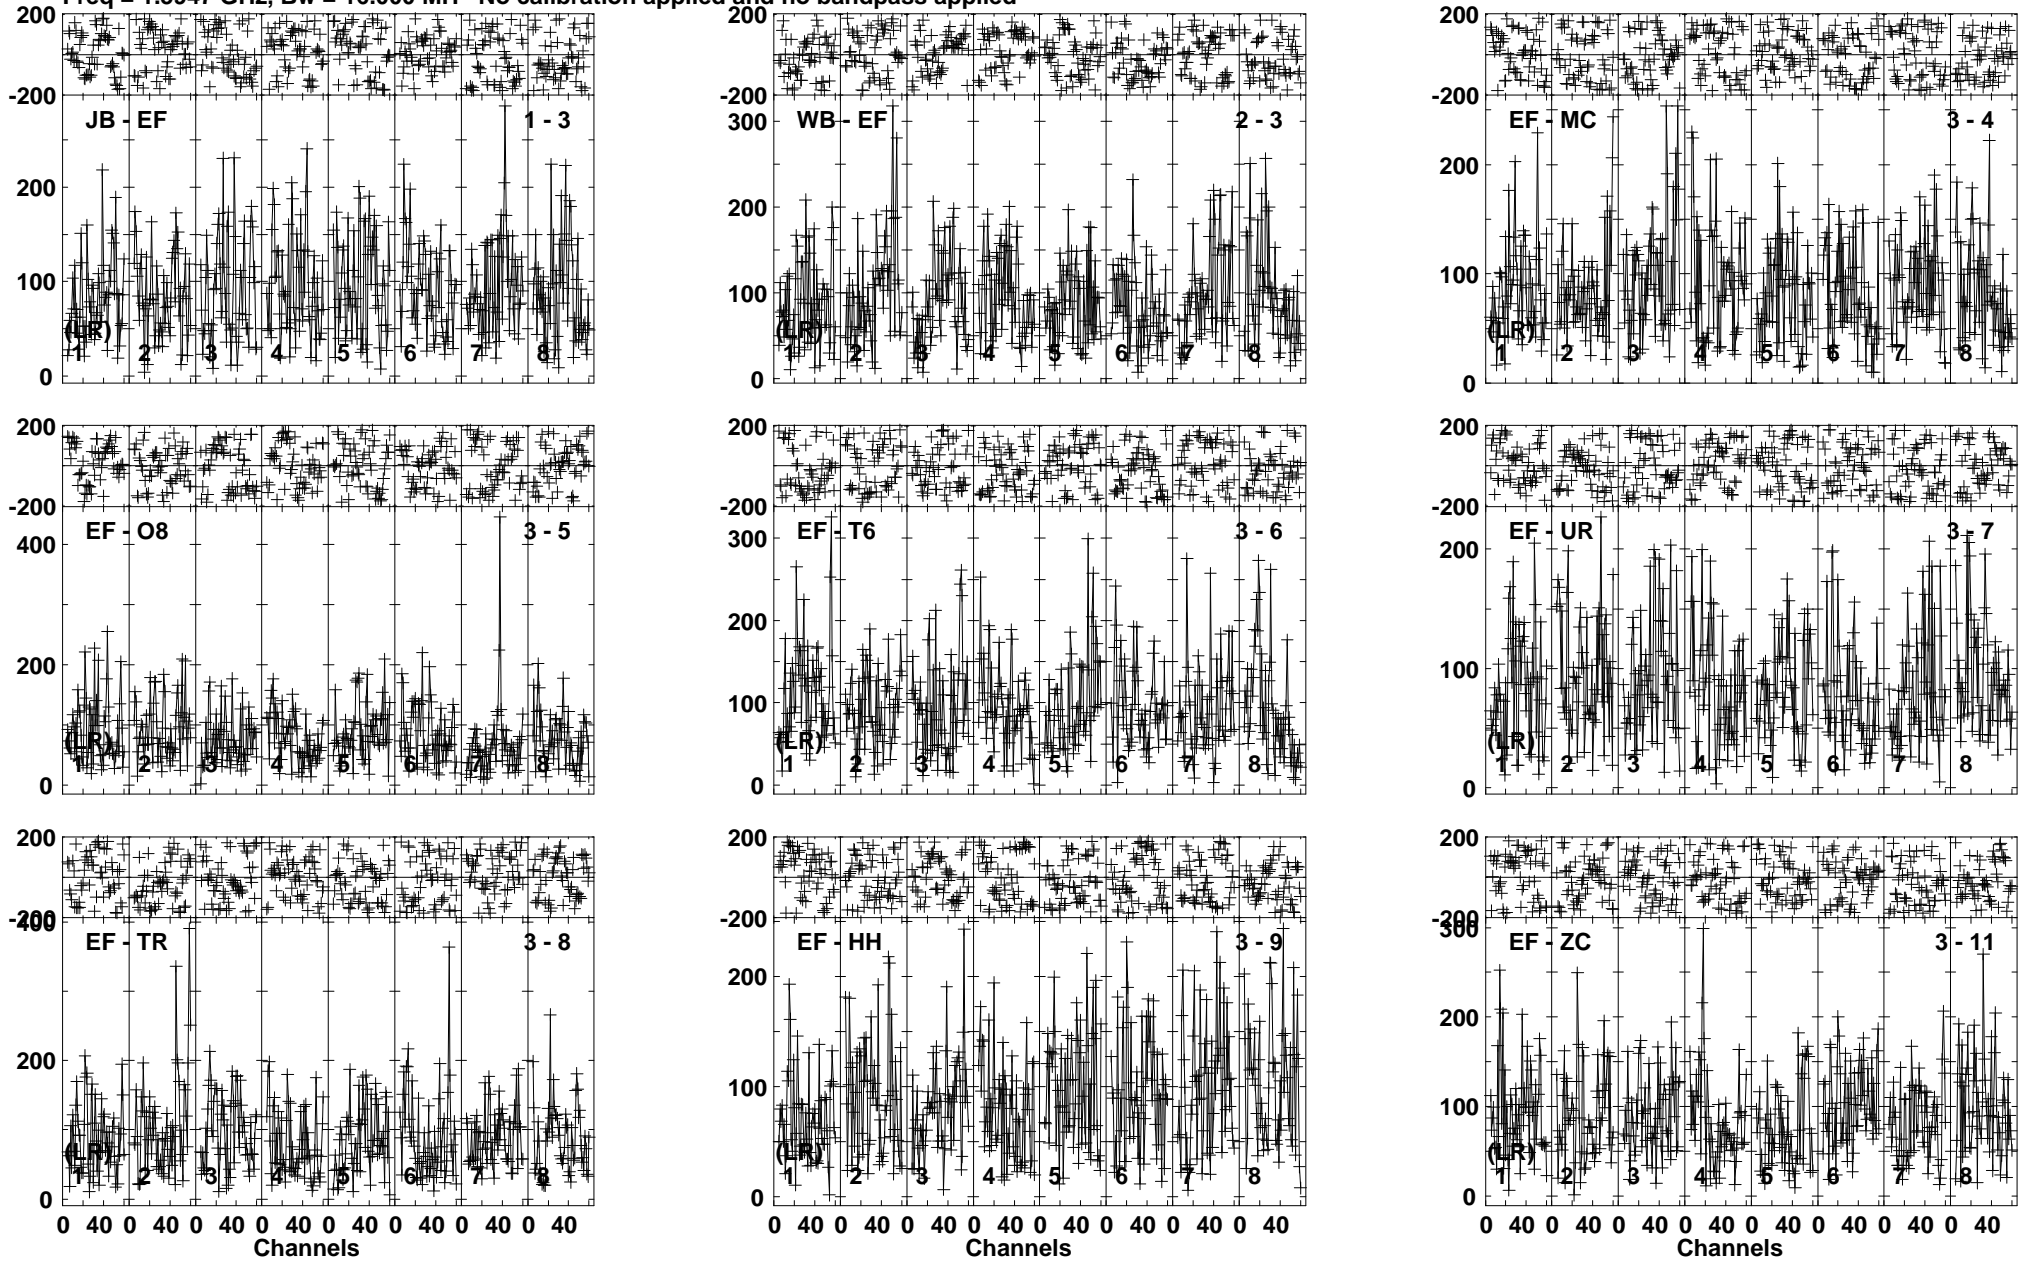 No calibration applied and no bandpass applied
200 200 200
-200 -200 -200
JB - EF 1 - 3 WB - EF 2 - 3 EF - MC 3 - 4
300
200 200 200
100 100 100
(LR) (LR) (LR)
1 2 3 4 5 6 7 8 1 2 3 4 5 6 7 8 1 2 3 4 5 6 7 8
0 0 0
200 200 200
-200 -200 -200
EF - O8 3 - 5 EF - T6 3 - 6 EF - UR 3 - 7
400 300 200
200 200
100 100
(LR) (LR) (LR)
1 2 3 4 5 6 7 8 1 2 3 4 5 6 7 8 1 2 3 4 5 6 7 8
0 0 0
200 200 200
-200 -200 -200
400 300
EF - TR 3 - 8 EF - HH 3 - 9 EF - ZC 3 - 11
200 200 200
100 100
(LR) (LR) (LR)
1 2 3 4 5 6 7 8 1 2 3 4 5 6 7 8 1 2 3 4 5 6 7 8
0 0 0
0 40 0 40 0 40 0 40 0 40 0 40 0 40 0 40 0 40 0 40 0 40 0 40 0 40 0 40 0 40 0 40 0 40 0 40 0 40 0 40 0 40 0 40 0 40 0 40
Channels Channels Channels